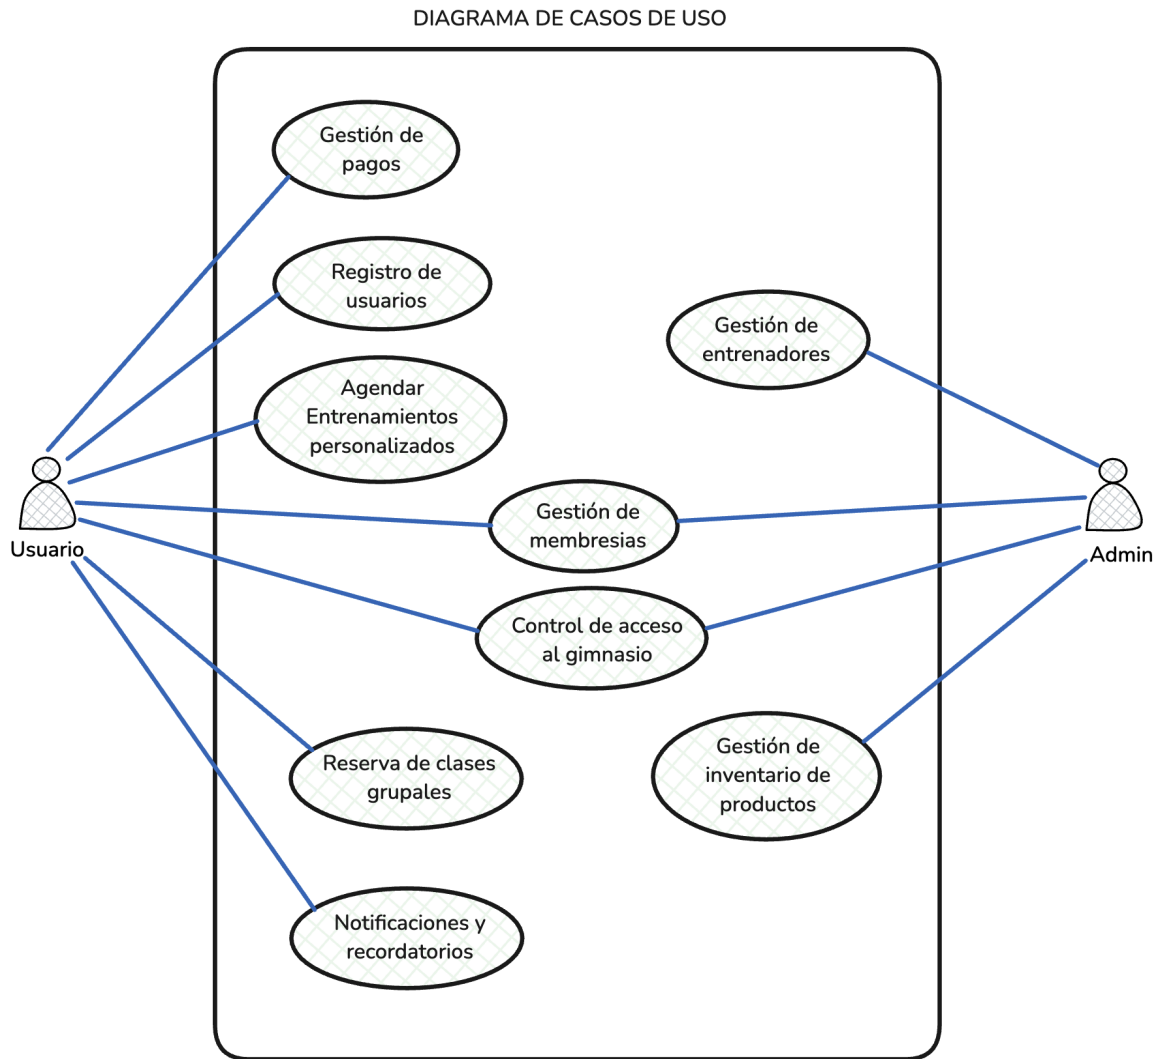 DIAGRAMA DE CASOS DE USO
Gestión de
pagos
Registro de
usuarios
Gestión de
entrenadores
Agendar
Entrenamientos
personalizados
Usuario
Gestión de
membresias
Admin
Control de acceso
al gimnasio
Reserva de clases
grupales
Gestión de
inventario de
productos
Notificaciones y
recordatorios